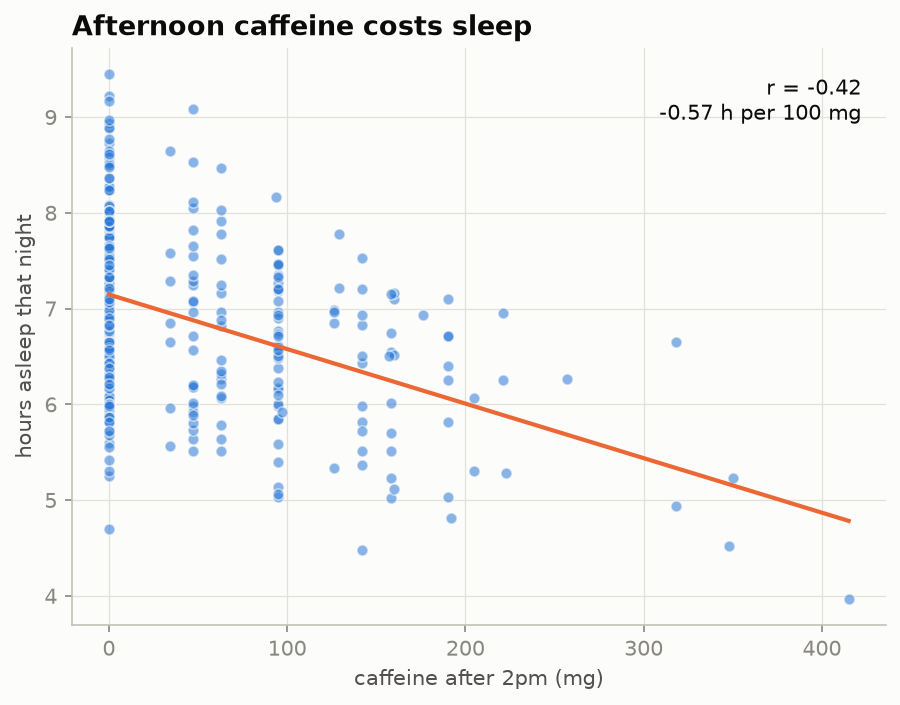 Afternoon caffeine costs sleep
r = -0.42
-0.57 h per 100 mg
9
8
7
6
5
4
hours asleep that night
0 100 200 300 400
caffeine after 2pm (mg)